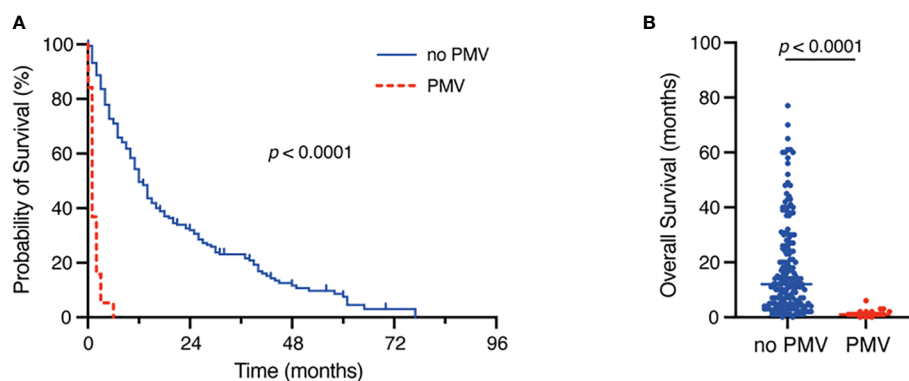 A
Probability of Survival (%)
100
80
60
40
20
0
0 24 48 72 96
Time (months)
no PMV
PMV
p < 0.0001
B
Overall Survival (months)
100
80
60
40
20
0
p < 0.0001
no PMV PMV